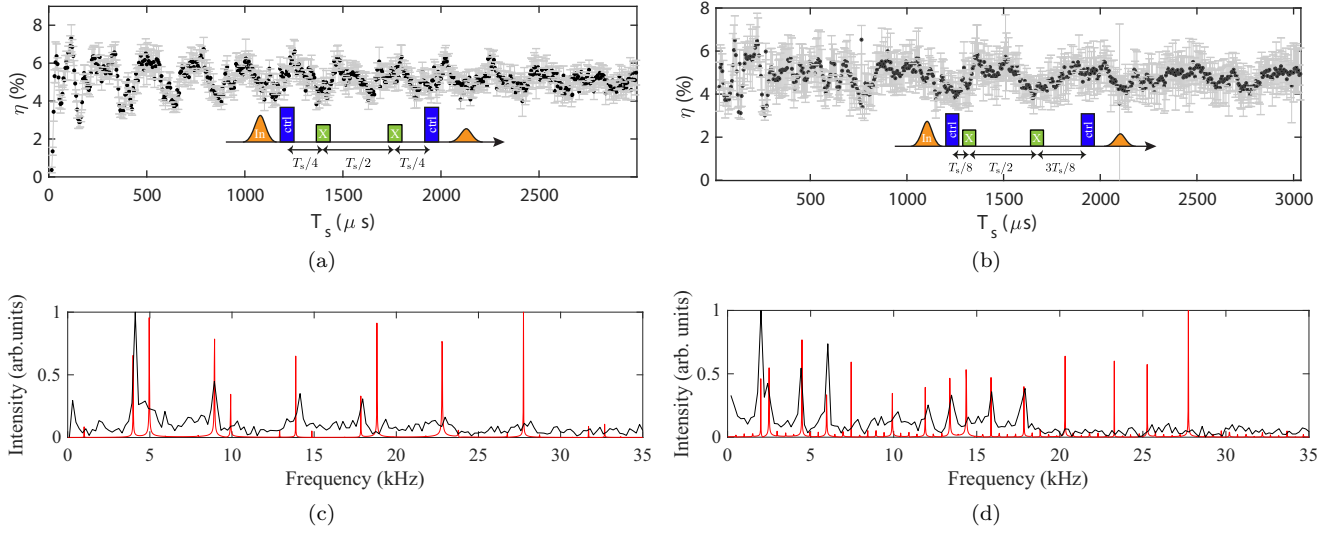 8
6
4
2
0
η (%)
In
ctrl
X
X
ctrl
T_s/4
T_s/2
T_s/4
0 500 1000 1500 2000 2500
T_s (μ s)
(a)
8
6
4
2
0
η (%)
In
ctrl
X
X
ctrl
T_s/8
T_s/2
3T_s/8
500 1000 1500 2000 2500 3000
T_s (μ s)
(b)
Intensity (arb.units)
1
0.5
0
0 5 10 15 20 25 30 35
Frequency (kHz)
(c)
Intensity (arb. units)
1
0.5
0
0 5 10 15 20 25 30 35
Frequency (kHz)
(d)